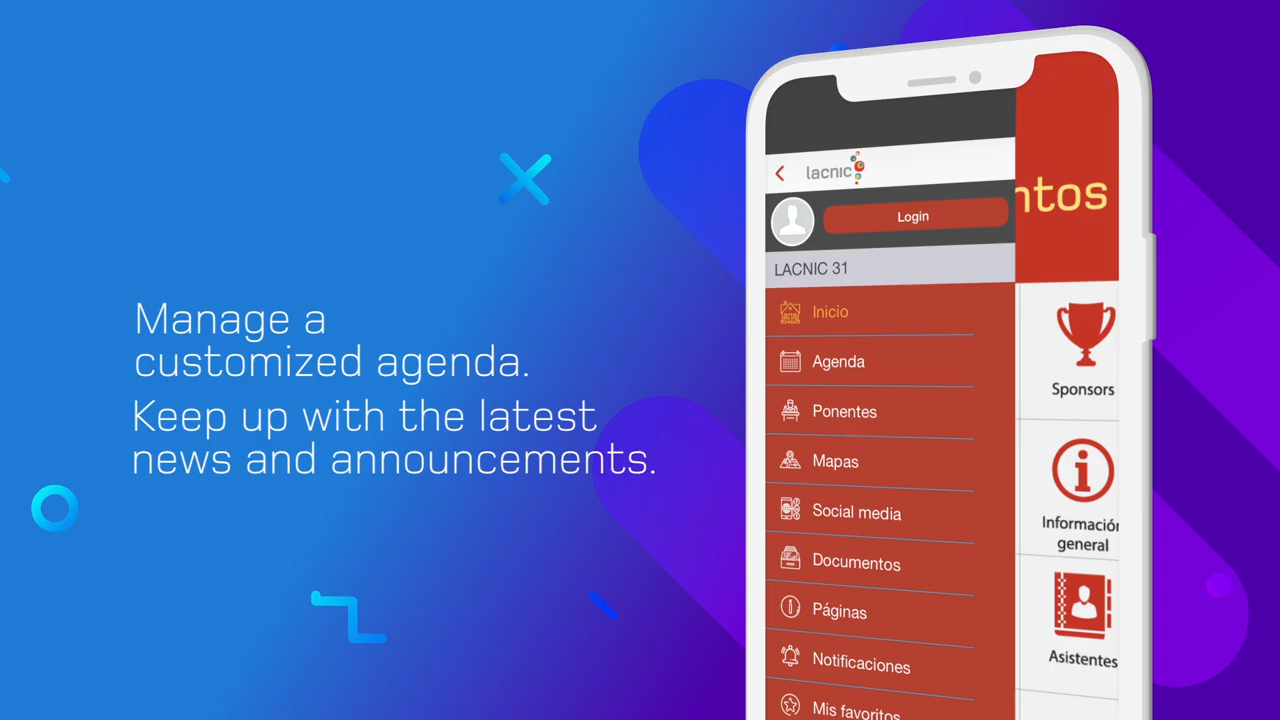 Manage a
customized agenda.
Keep up with the latest
news and announcements.
lacnic
Login
LACNIC 31
Inicio
Agenda
Ponentes
Mapas
Social media
Documentos
Páginas
Notificaciones
Mis favoritos
ntos
Sponsors
Información
general
Asistentes